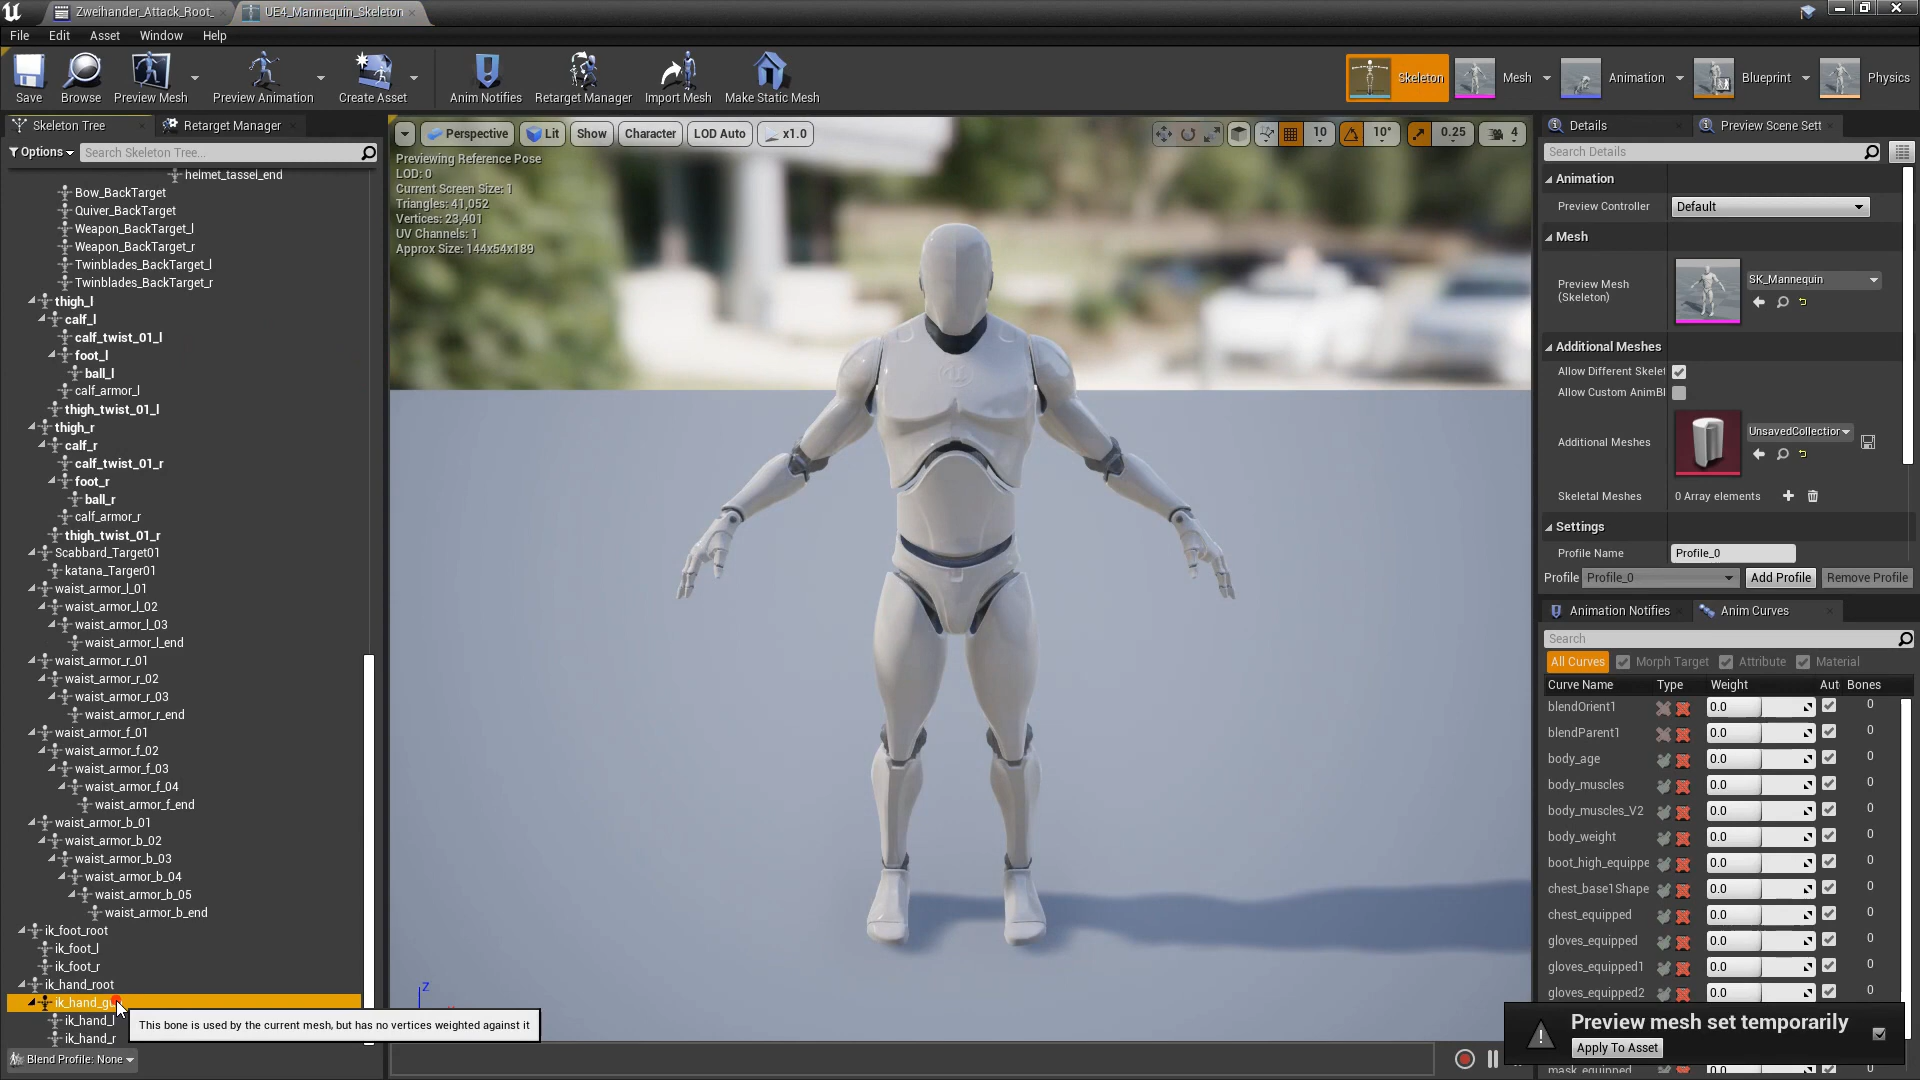 Zweihander_Attack_Root_
UE4_Mannequin_Skeleton
File Edit Asset Window Help
Save
Browse
Preview Mesh
Preview Animation
Create Asset
Anim Notifies
Retarget Manager
Import Mesh
Make Static Mesh
Skeleton
Mesh
Animation
Blueprint
Physics
Skeleton Tree
Retarget Manager
Options
Search Skeleton Tree...
helmet_tassel_end
Bow_BackTarget
Quiver_BackTarget
Weapon_BackTarget_l
Weapon_BackTarget_r
Twinblades_BackTarget_l
Twinblades_BackTarget_r
thigh_l
calf_l
calf_twist_01_l
foot_l
ball_l
calf_armor_l
thigh_twist_01_l
thigh_r
calf_r
calf_twist_01_r
foot_r
ball_r
calf_armor_r
thigh_twist_01_r
Scabbard_Target01
katana_Targer01
waist_armor_l_01
waist_armor_l_02
waist_armor_l_03
waist_armor_l_end
waist_armor_r_01
waist_armor_r_02
waist_armor_r_03
waist_armor_r_end
waist_armor_f_01
waist_armor_f_02
waist_armor_f_03
waist_armor_f_04
waist_armor_f_end
waist_armor_b_01
waist_armor_b_02
waist_armor_b_03
waist_armor_b_04
waist_armor_b_05
waist_armor_b_end
ik_foot_root
ik_foot_l
ik_foot_r
ik_hand_root
ik_hand_l
ik_hand_r
This bone is used by the current mesh, but has no vertices weighted against it
Blend Profile: None
Perspective
Lit
Show
Character
LOD Auto
x1.0
10
10°
0.25
4
Previewing Reference Pose
LOD: 0
Current Screen Size: 1
Triangles: 41,052
Vertices: 23,401
UV Channels: 1
Approx Size: 144x54x189
Z
Details
Preview Scene Sett
Search Details
Animation
Preview Controller Default
Mesh
Preview Mesh
(Skeleton)
SK_Mannequin
Additional Meshes
Allow Different Skelet
Allow Custom AnimBl
Additional Meshes
UnsavedCollection
Skeletal Meshes 0 Array elements
Settings
Profile Name Profile_0
Profile Profile_0 Add Profile Remove Profile
Animation Notifies
Anim Curves
Search
All Curves Morph Target Attribute Material
Curve Name Type Weight Aut Bones
blendOrient1 0.0 0
blendParent1 0.0 0
body_age 0.0 0
body_muscles 0.0 0
body_muscles_V2 0.0 0
body_weight 0.0 0
boot_high_equippe 0.0 0
chest_base1Shape 0.0 0
chest_equipped 0.0 0
gloves_equipped 0.0 0
gloves_equipped1 0.0 0
gloves_equipped2 0.0 0
mask_equipped 0.0 0
Preview mesh set temporarily
Apply To Asset